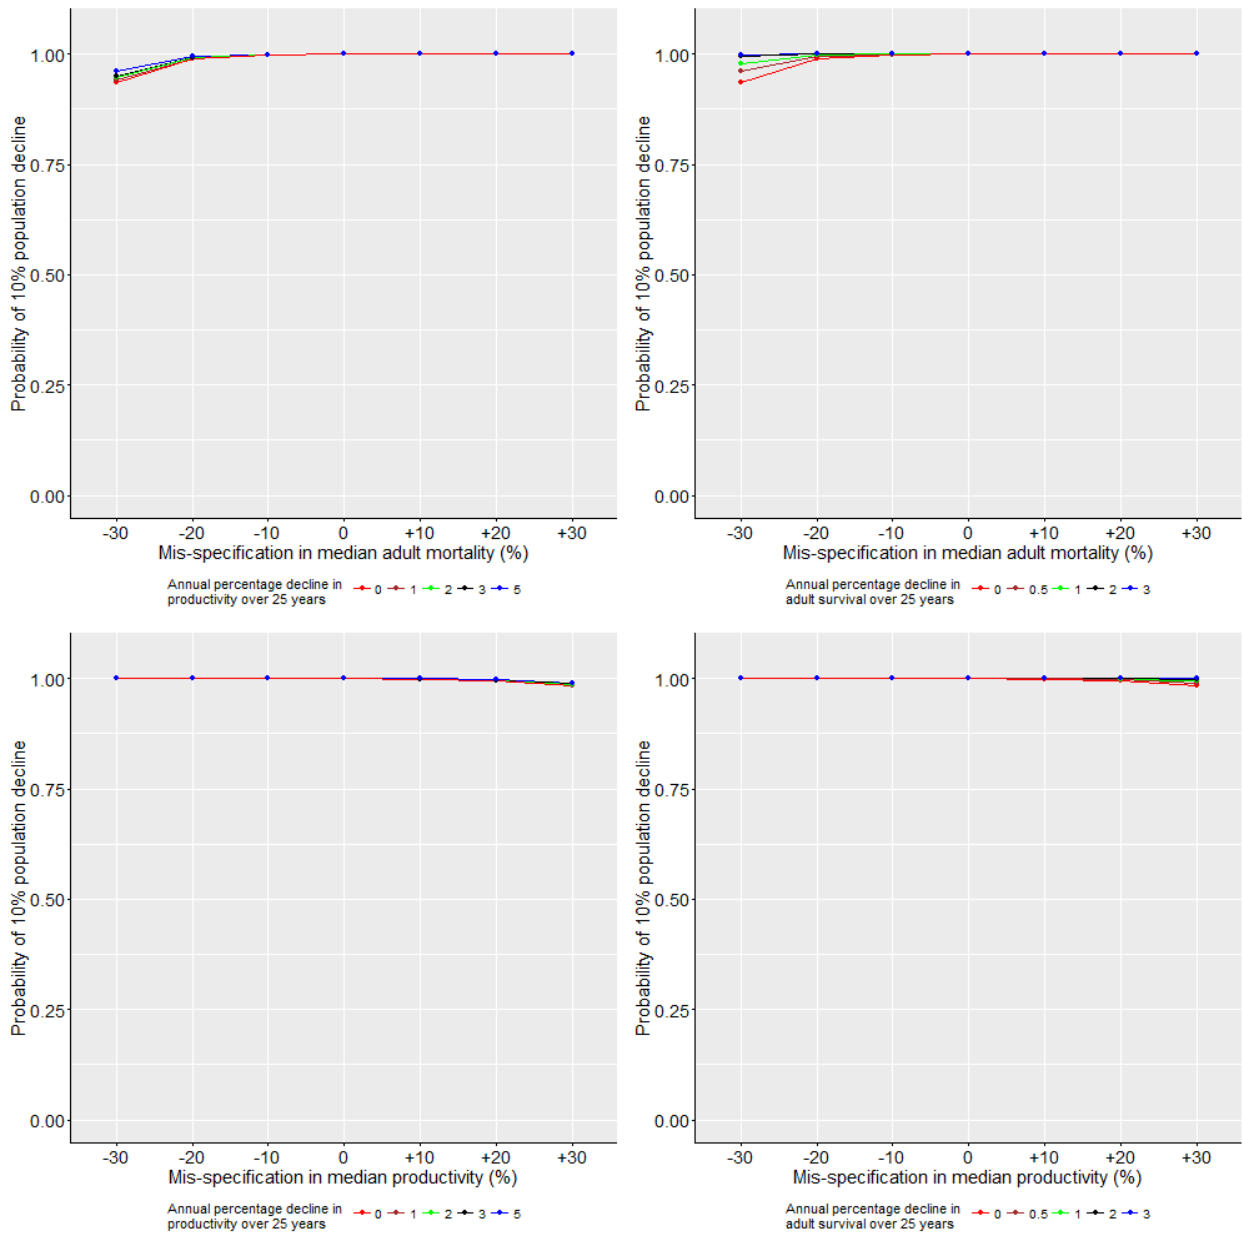 Probability of 10% population decline
1.00
0.75
0.50
0.25
0.00
-30 -20 -10 0 +10 +20 +30
Mis-specification in median adult mortality (%)
Annual percentage decline in
productivity over 25 years
0 1 2 3 5
Probability of 10% population decline
1.00
0.75
0.50
0.25
0.00
-30 -20 -10 0 +10 +20 +30
Mis-specification in median adult mortality (%)
Annual percentage decline in
adult survival over 25 years
0 0.5 1 2 3
Probability of 10% population decline
1.00
0.75
0.50
0.25
0.00
-30 -20 -10 0 +10 +20 +30
Mis-specification in median productivity (%)
Annual percentage decline in
productivity over 25 years
0 1 2 3 5
Probability of 10% population decline
1.00
0.75
0.50
0.25
0.00
-30 -20 -10 0 +10 +20 +30
Mis-specification in median productivity (%)
Annual percentage decline in
adult survival over 25 years
0 0.5 1 2 3